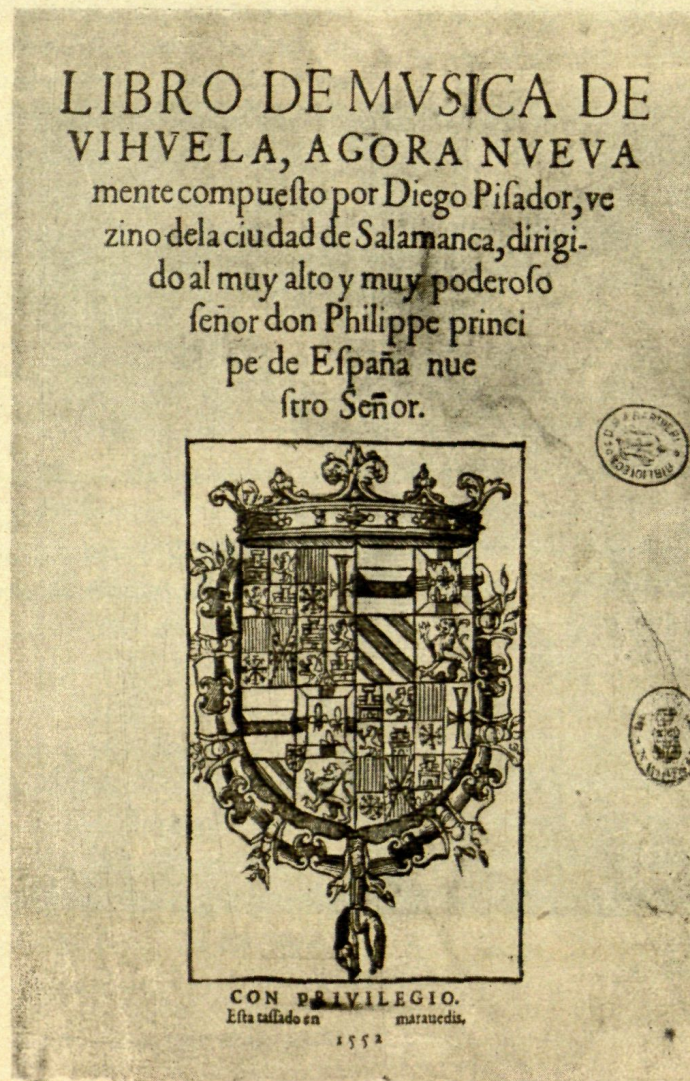 LIBRO DE MVSICA DE
VIHVELA, AGORA NVEVA
mente compueſto por Diego Piſador, ve
zino dela ciudad de Salamanca, dirigi-
do al muy alto y muy poderoſo
ſeñor don Philippe princi
pe de Eſpaña nue
ſtro Señor.
CON PRIVILEGIO.
Eſta taſſado en marauedis.
1552